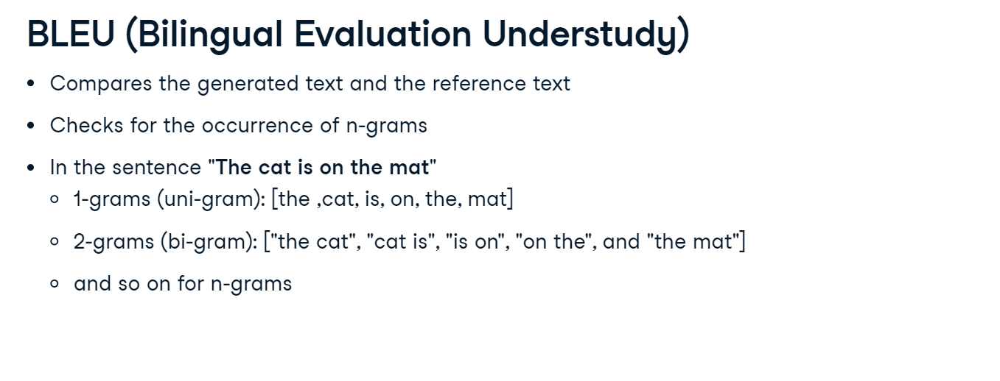 BLEU (Bilingual Evaluation Understudy)
• Compares the generated text and the reference text
• Checks for the occurrence of n-grams
• In the sentence "The cat is on the mat"
◦ 1-grams (uni-gram): [the ,cat, is, on, the, mat]
◦ 2-grams (bi-gram): ["the cat", "cat is", "is on", "on the", and "the mat"]
◦ and so on for n-grams